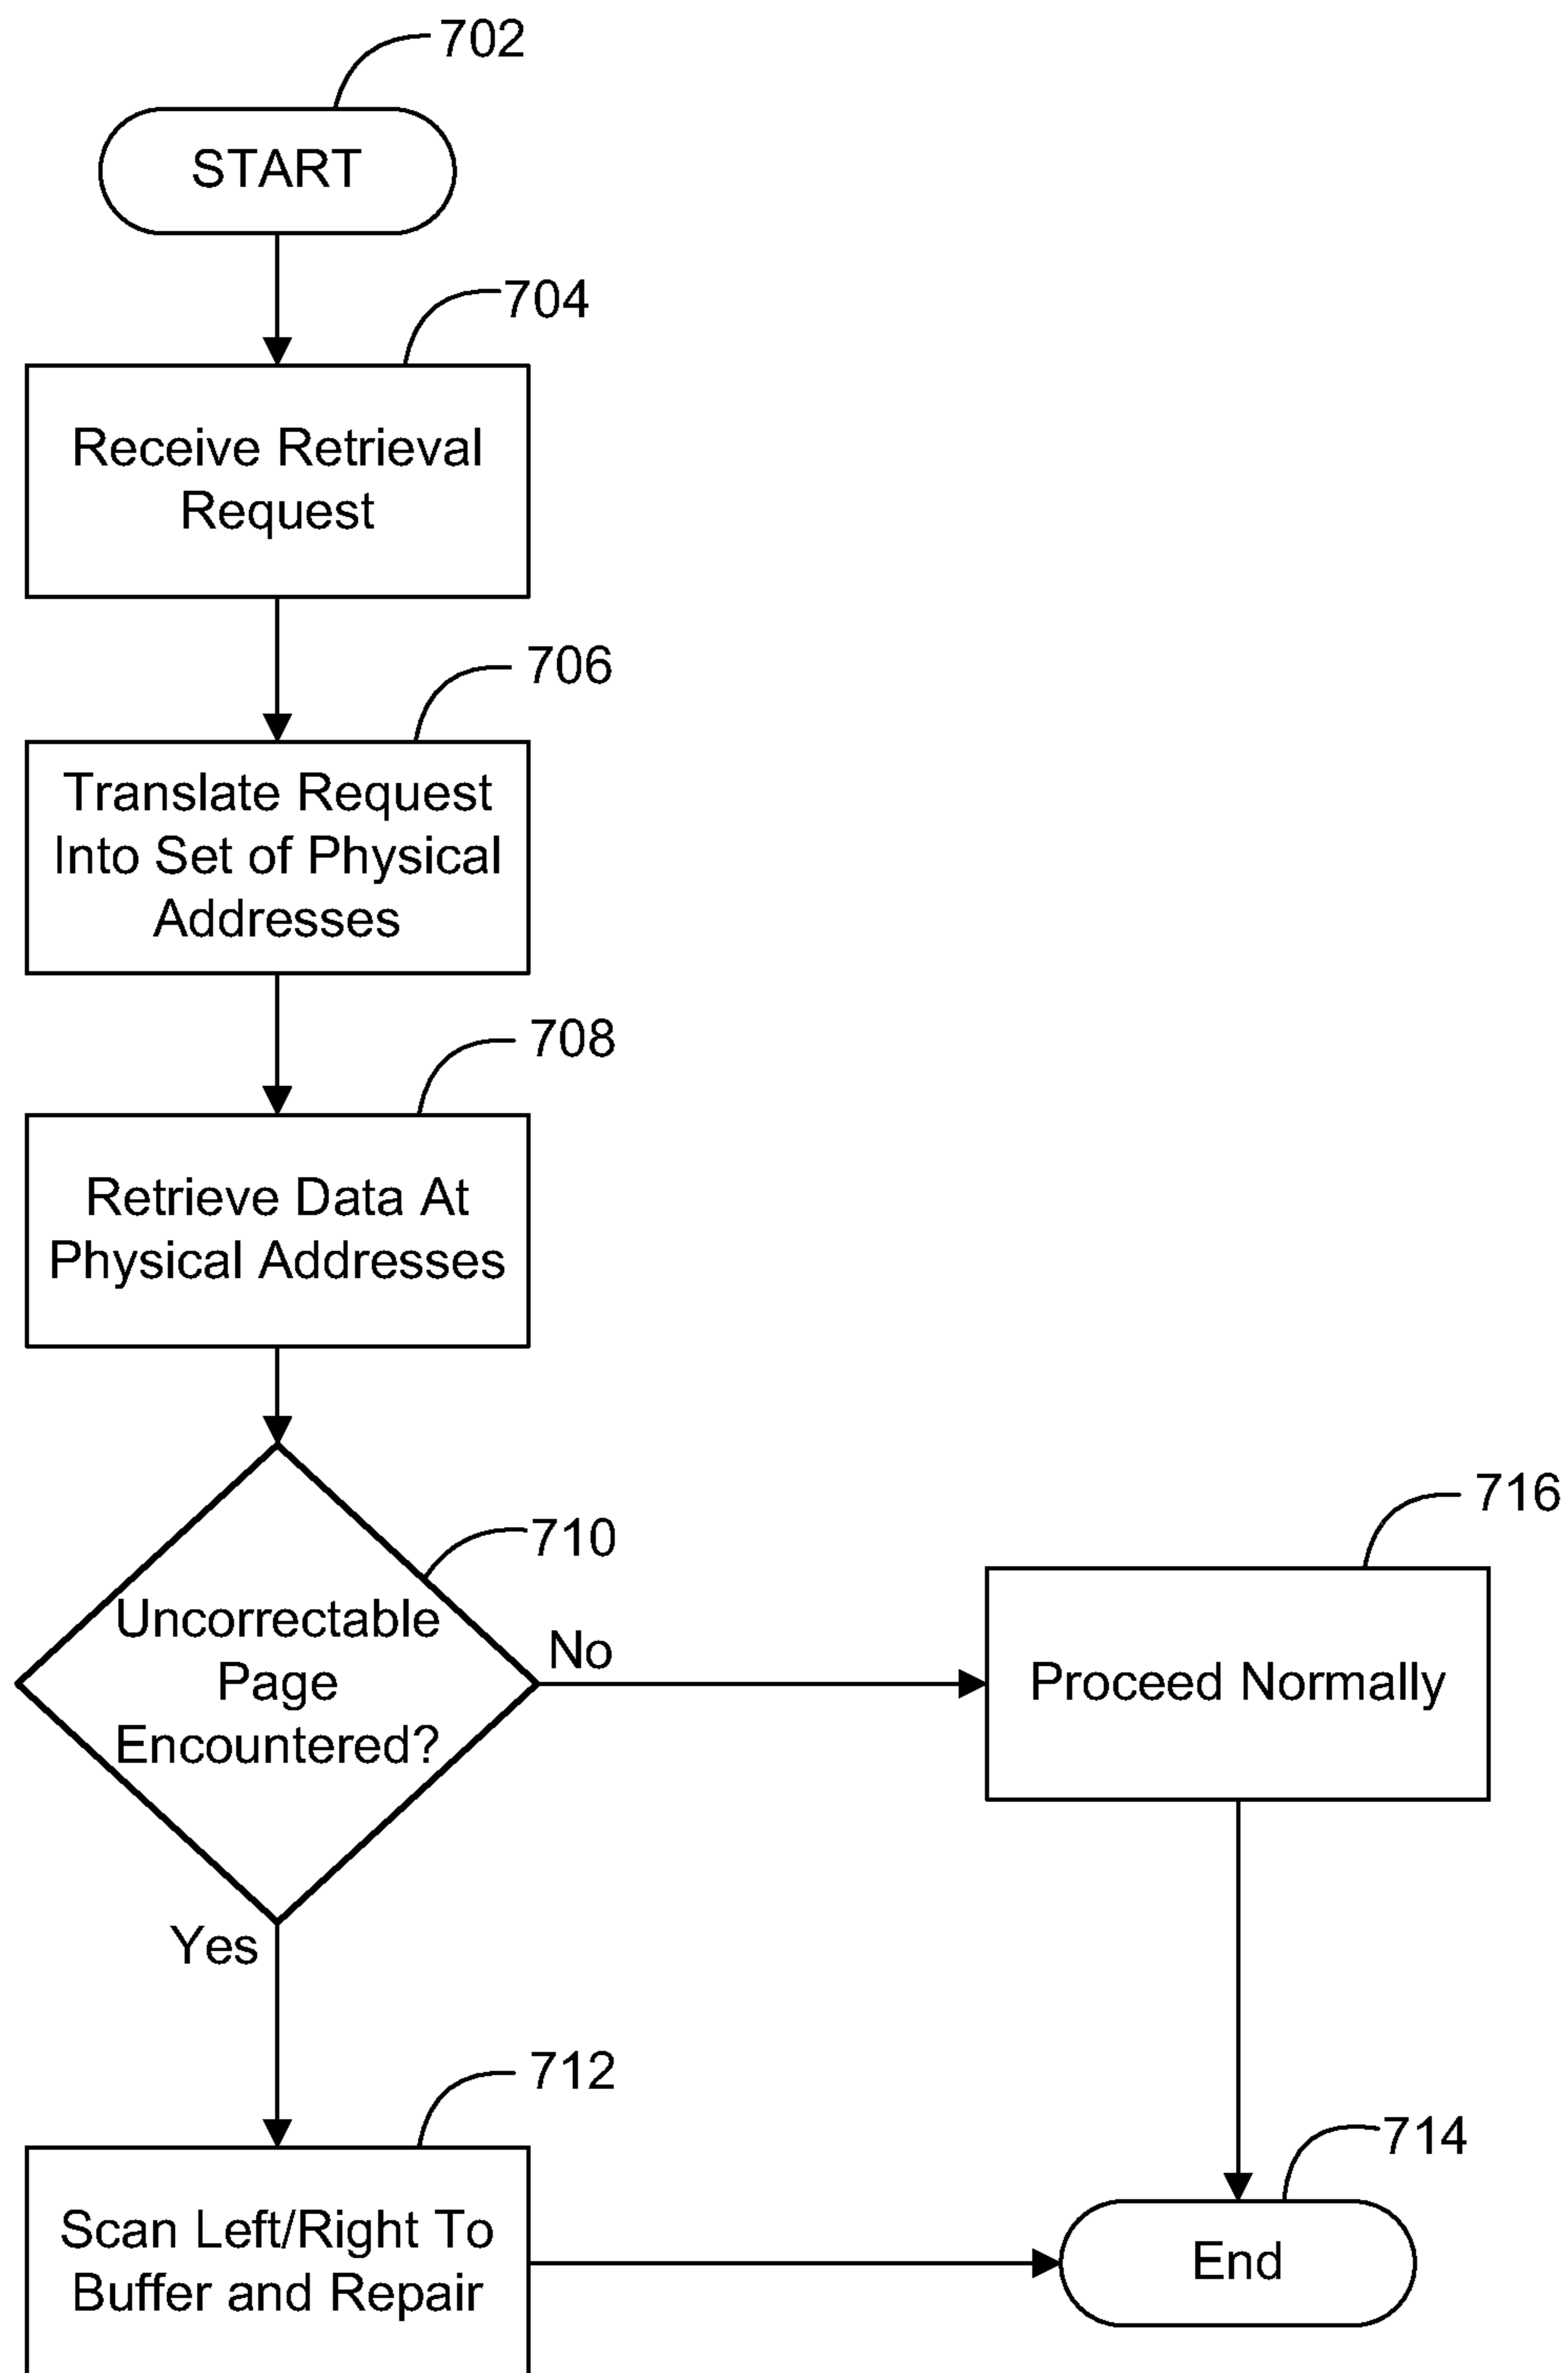 702
START
704
Receive Retrieval
Request
706
Translate Request
Into Set of Physical
Addresses
708
Retrieve Data At
Physical Addresses
710
Uncorrectable
Page
Encountered?
No
716
Proceed Normally
Yes
712
Scan Left/Right To
Buffer and Repair
714
End